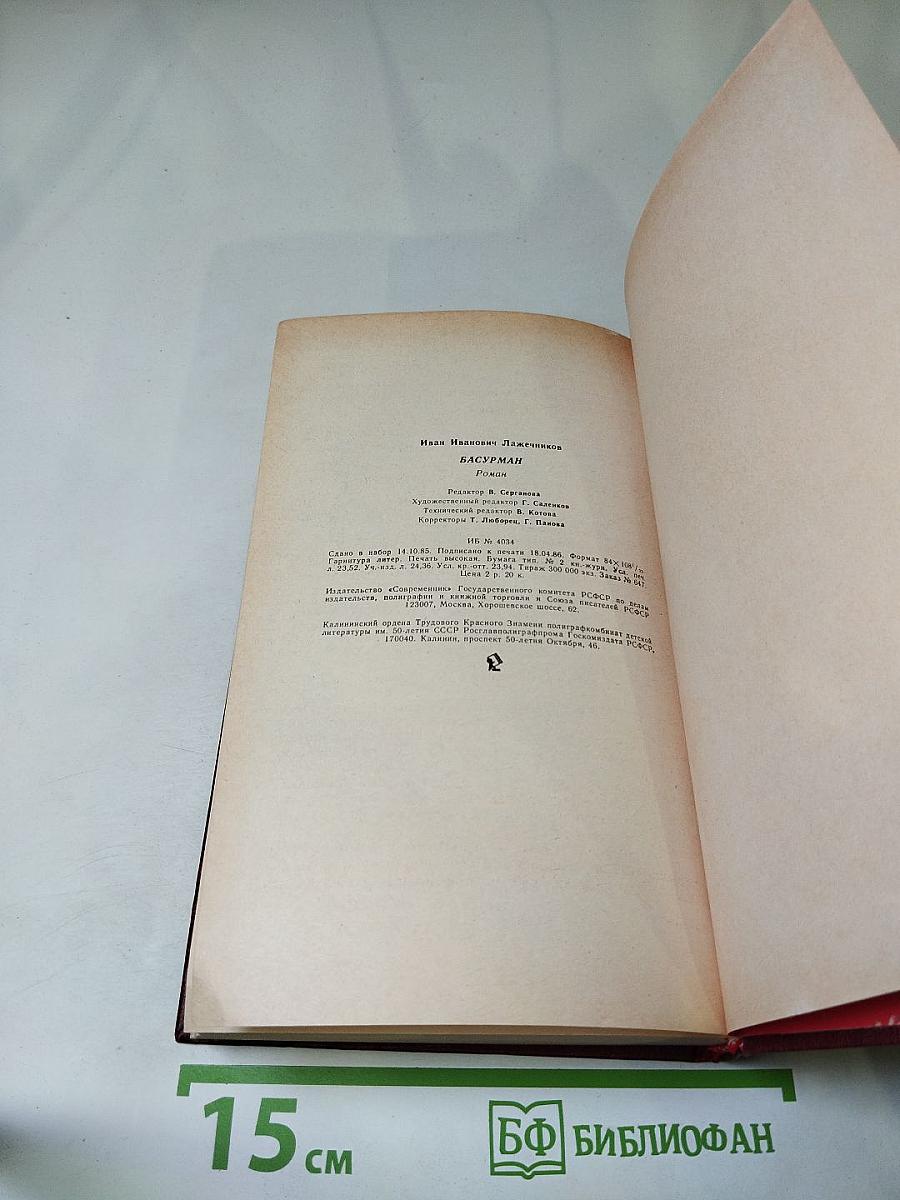 Иван Иванович Лажечников
БАСУРМАН
Роман
Редактор В. Серганова
Художественный редактор Г. Саленков
Технический редактор В. Котова
Корректоры Т. Люборец, Г. Панова
ИБ № 4034
Сдано в набор 14.10.85. Подписано к печати 18.04.86. Формат 84×108¹/₃₂
Гарнитура литер. Печать высокая. Бумага тип. № 2 кн.-журн. Усл. печ.
л. 23,52. Уч.-изд. л. 24,36. Усл. кр.-отт. 23,94. Тираж 300 000 экз. Заказ № 647.
Цена 2 р. 20 к.
Издательство «Современник» Государственного комитета РСФСР по делам
издательств, полиграфии и книжной торговли и Союза писателей РСФСР
123007, Москва, Хорошевское шоссе, 62.
Калининский ордена Трудового Красного Знамени полиграфкомбинат детской
литературы им. 50-летия СССР Росглавполиграфпрома Госкомиздата РСФСР,
170040. Калинин, проспект 50-летия Октября, 46.
15 см
БФ БИБЛИОФАН